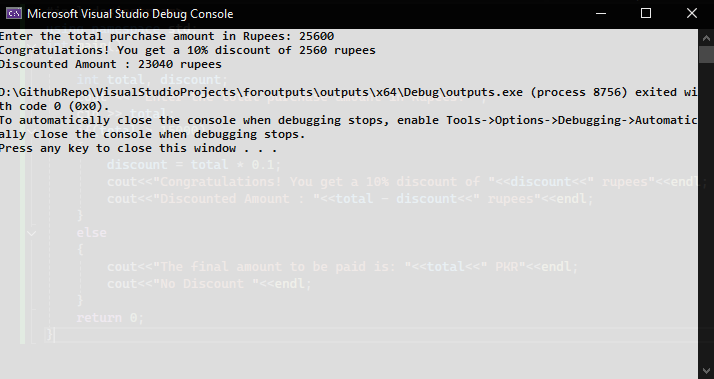 Microsoft Visual Studio Debug Console
Enter the total purchase amount in Rupees: 25600
Congratulations! You get a 10% discount of 2560 rupees
Discounted Amount : 23040 rupees
int total, discount;
D:\GithubRepo\VisualStudioProjects\foroutputs\outputs\x64\Debug\outputs.exe (process 8756) exited wi
th code 0 (0x0).
To automatically close the console when debugging stops, enable Tools->Options->Debugging->Automatic
ally close the console when debugging stops.
Press any key to close this window . . .
discount = total * 0.1;
cout<<"Congratulations! You get a 10% discount of "<<discount<<" rupees"<<endl;
cout<<"Discounted Amount : "<<total - discount<<" rupees"<<endl;
}
else
{
cout<<"The final amount to be paid is: "<<total<<" PKR"<<endl;
cout<<"No Discount "<<endl;
}
return 0;
}